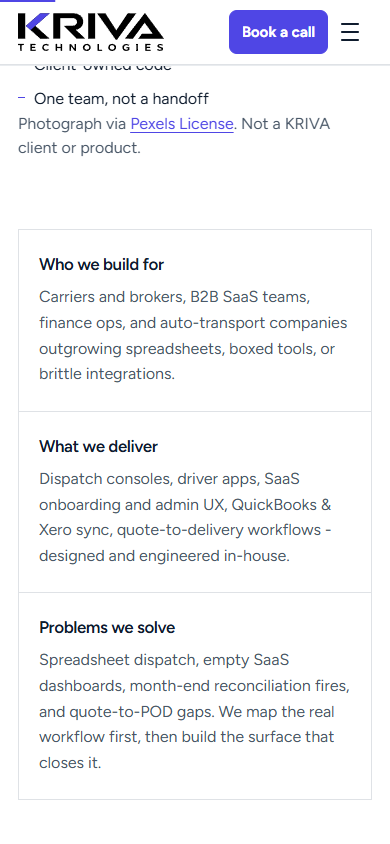 KRIVA
TECHNOLOGIES
Book a call
Client-owned code
One team, not a handoff
Photograph via Pexels License. Not a KRIVA
client or product.
Who we build for
Carriers and brokers, B2B SaaS teams,
finance ops, and auto-transport companies
outgrowing spreadsheets, boxed tools, or
brittle integrations.
What we deliver
Dispatch consoles, driver apps, SaaS
onboarding and admin UX, QuickBooks &
Xero sync, quote-to-delivery workflows -
designed and engineered in-house.
Problems we solve
Spreadsheet dispatch, empty SaaS
dashboards, month-end reconciliation fires,
and quote-to-POD gaps. We map the real
workflow first, then build the surface that
closes it.